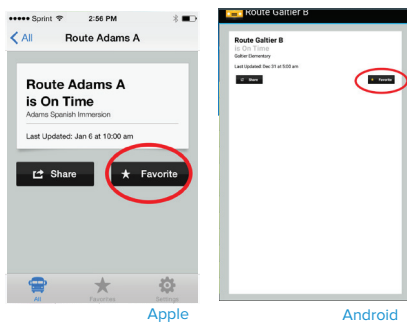 Sprint 2:56 PM
All Route Adams A
Route Adams A
is On Time
Adams Spanish Immersion
Last Updated: Jan 6 at 10:00 am
Share Favorite
All Favorites Settings
Apple
Route Galtier B
Route Galtier B
is On Time
Galtier Elementary
Last Updated: Dec 31 at 5:00 am
Share Favorite
Android